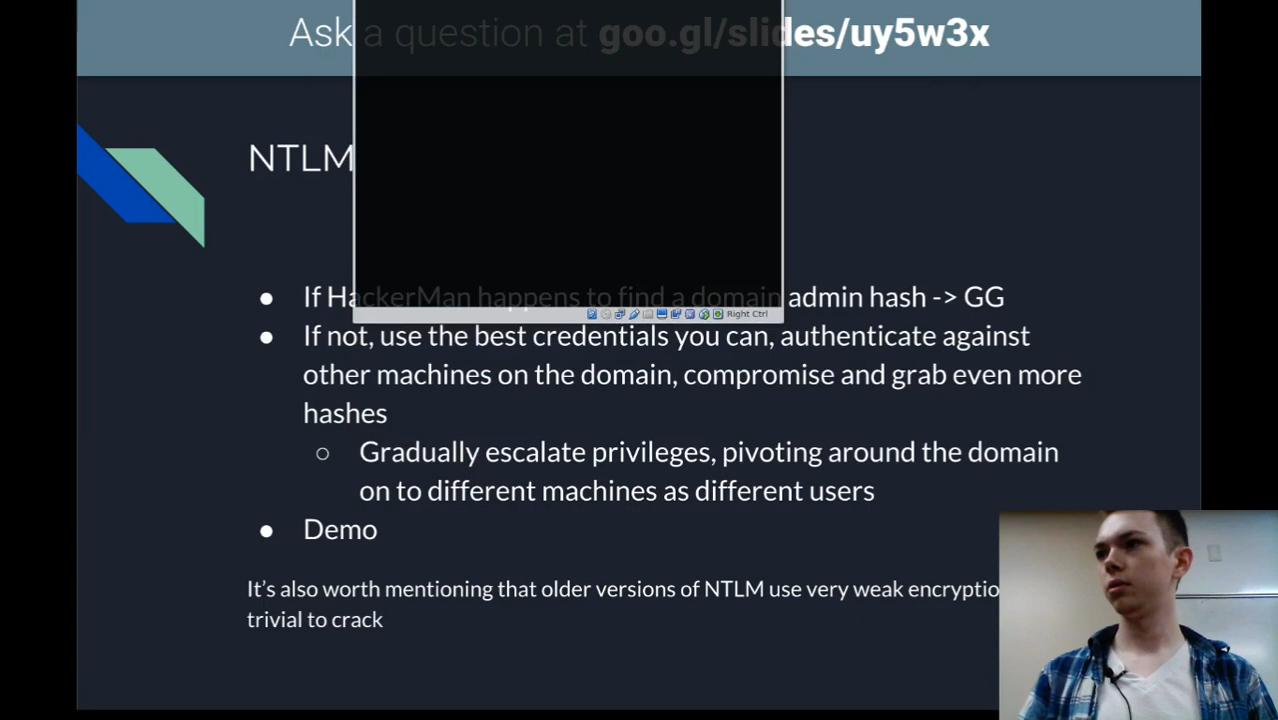 Ask a question at goo.gl/slides/uy5w3x
NTLM
If HackerMan happens to find a domain admin hash -> GG
Right Ctrl
If not, use the best credentials you can, authenticate against
other machines on the domain, compromise and grab even more
hashes
Gradually escalate privileges, pivoting around the domain
on to different machines as different users
Demo
It's also worth mentioning that older versions of NTLM use very weak
trivial to crack